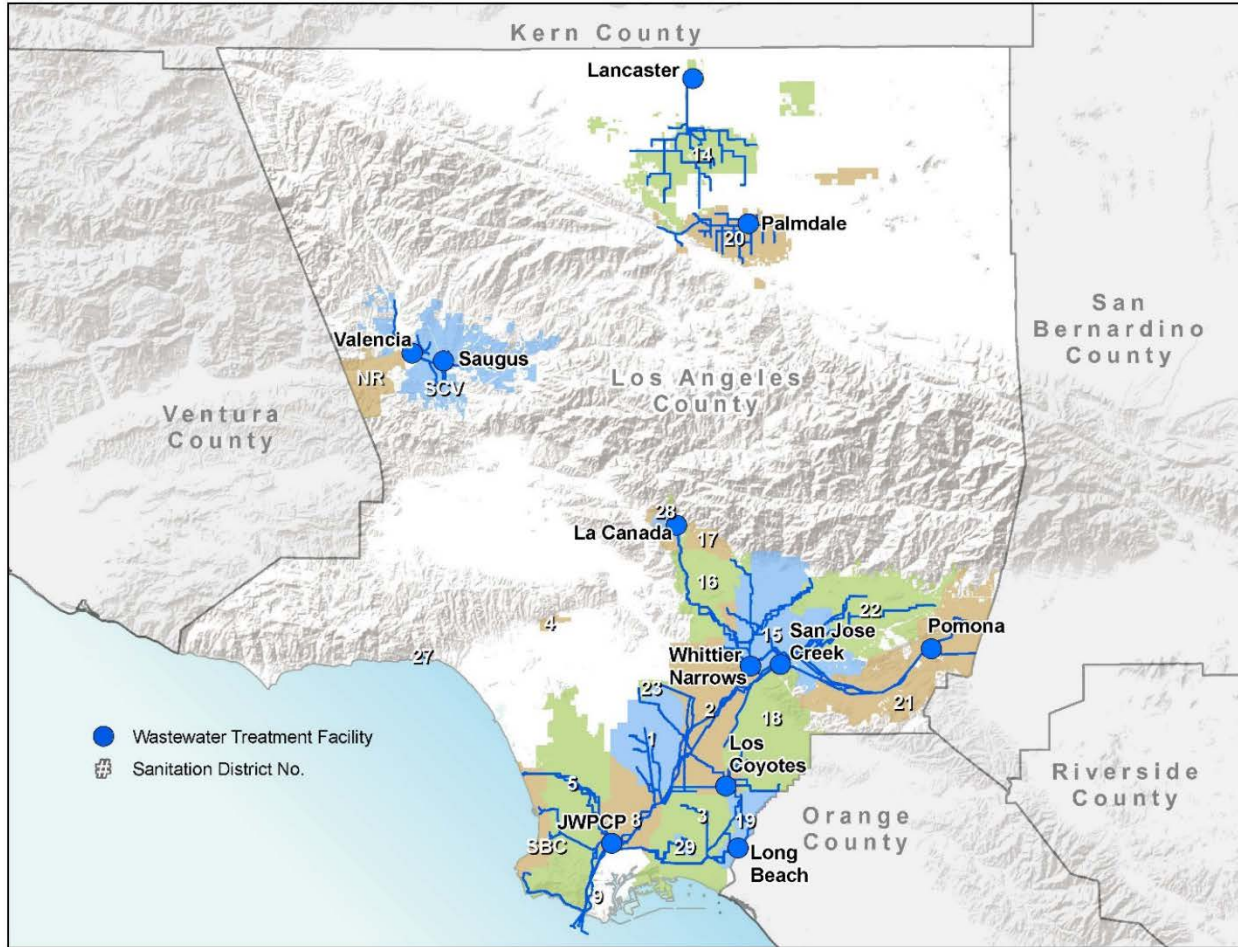 Kern County
Lancaster
14
Palmdale
20
San
Bernardino
County
Valencia
Saugus
NR
SCV
Los Angeles
County
Ventura
County
28
La Canada
17
16
22
4
15
San Jose
Creek
Pomona
27
Whittier
Narrows
23
2
21
18
1
Wastewater Treatment Facility
# Sanitation District No.
Los
Coyotes
5
Riverside
County
JWPCP
8
3
19
Orange
County
SBC
29
Long
Beach
9